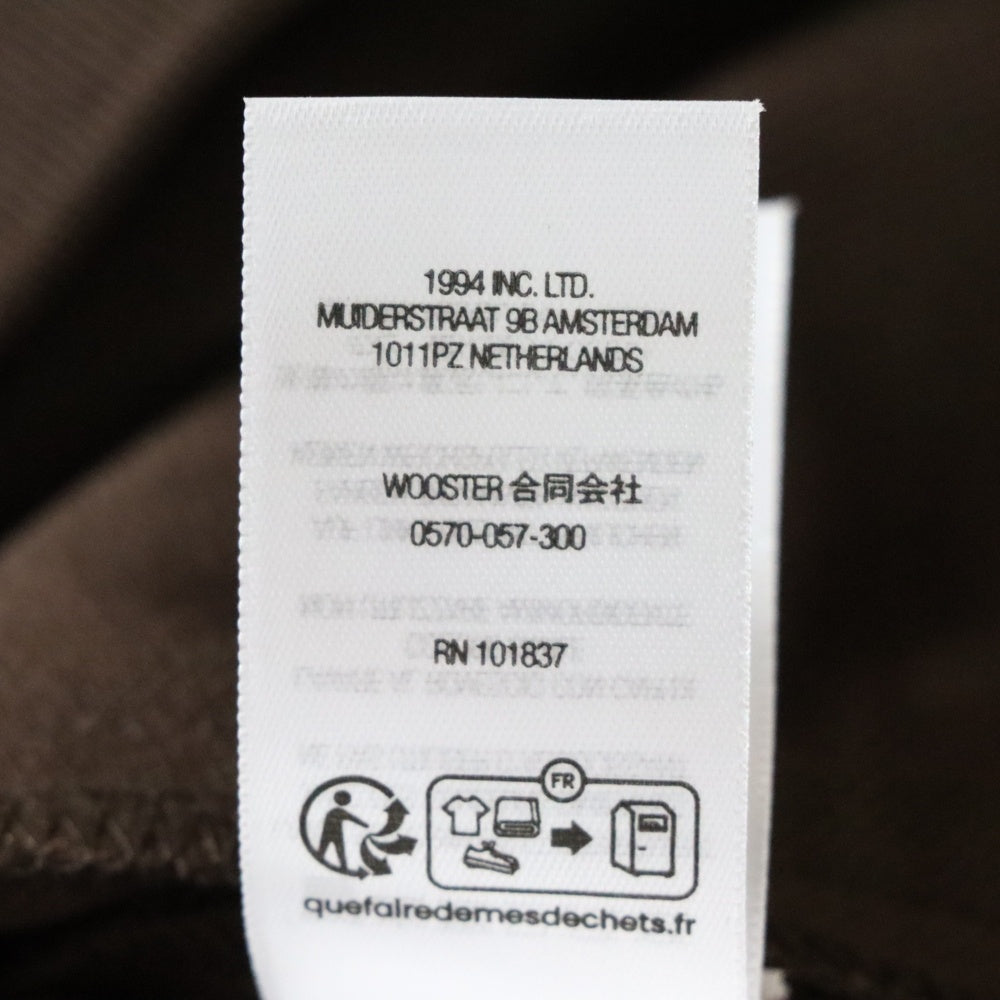 1994 INC. LTD.
MUIDERSTRAAT 9B AMSTERDAM
1011PZ NETHERLANDS
WOOSTER 合同会社
0570-057-300
RN 101837
FR
quefairedemesdechets.fr